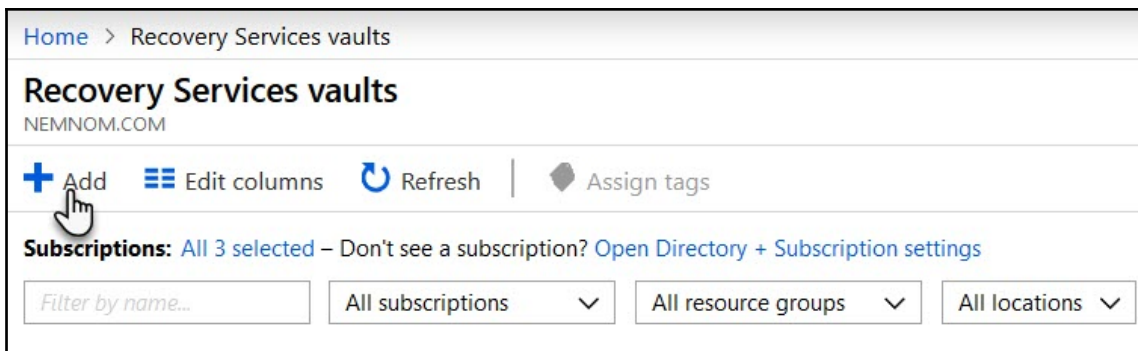 Home > Recovery Services vaults
Recovery Services vaults
NEMNOM.COM
Add Edit columns Refresh Assign tags
Subscriptions: All 3 selected – Don't see a subscription? Open Directory + Subscription settings
Filter by name... All subscriptions All resource groups All locations